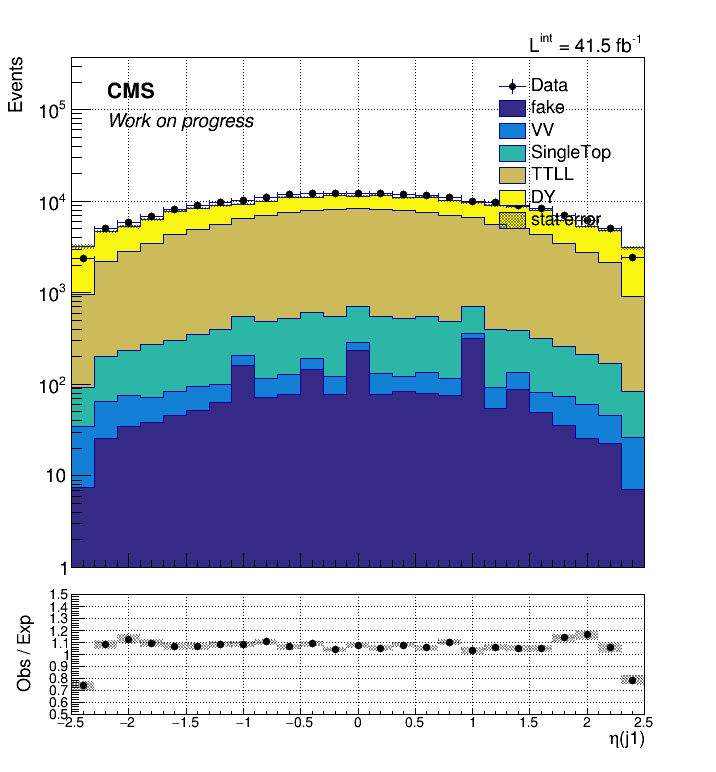 L^int = 41.5 fb^-1
Events
CMS
Work on progress
Data
fake
VV
SingleTop
TTLL
DY
stat error
10^5
10^4
10^3
10^2
10
1
Obs / Exp
1.5
1.4
1.3
1.2
1.1
1
0.9
0.8
0.7
0.6
0.5
−2.5 −2 −1.5 −1 −0.5 0 0.5 1 1.5 2 2.5
η(j1)